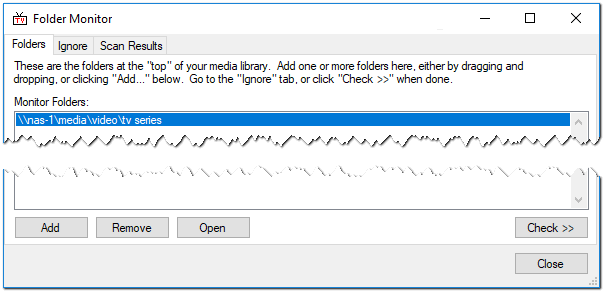 TV
Folder Monitor
Folders Ignore Scan Results
These are the folders at the "top" of your media library.  Add one or more folders here, either by dragging and
dropping, or clicking "Add..." below.  Go to the "Ignore" tab, or click "Check >>" when done.
Monitor Folders:
\\nas-1\media\video\tv series
Add Remove Open Check >>
Close